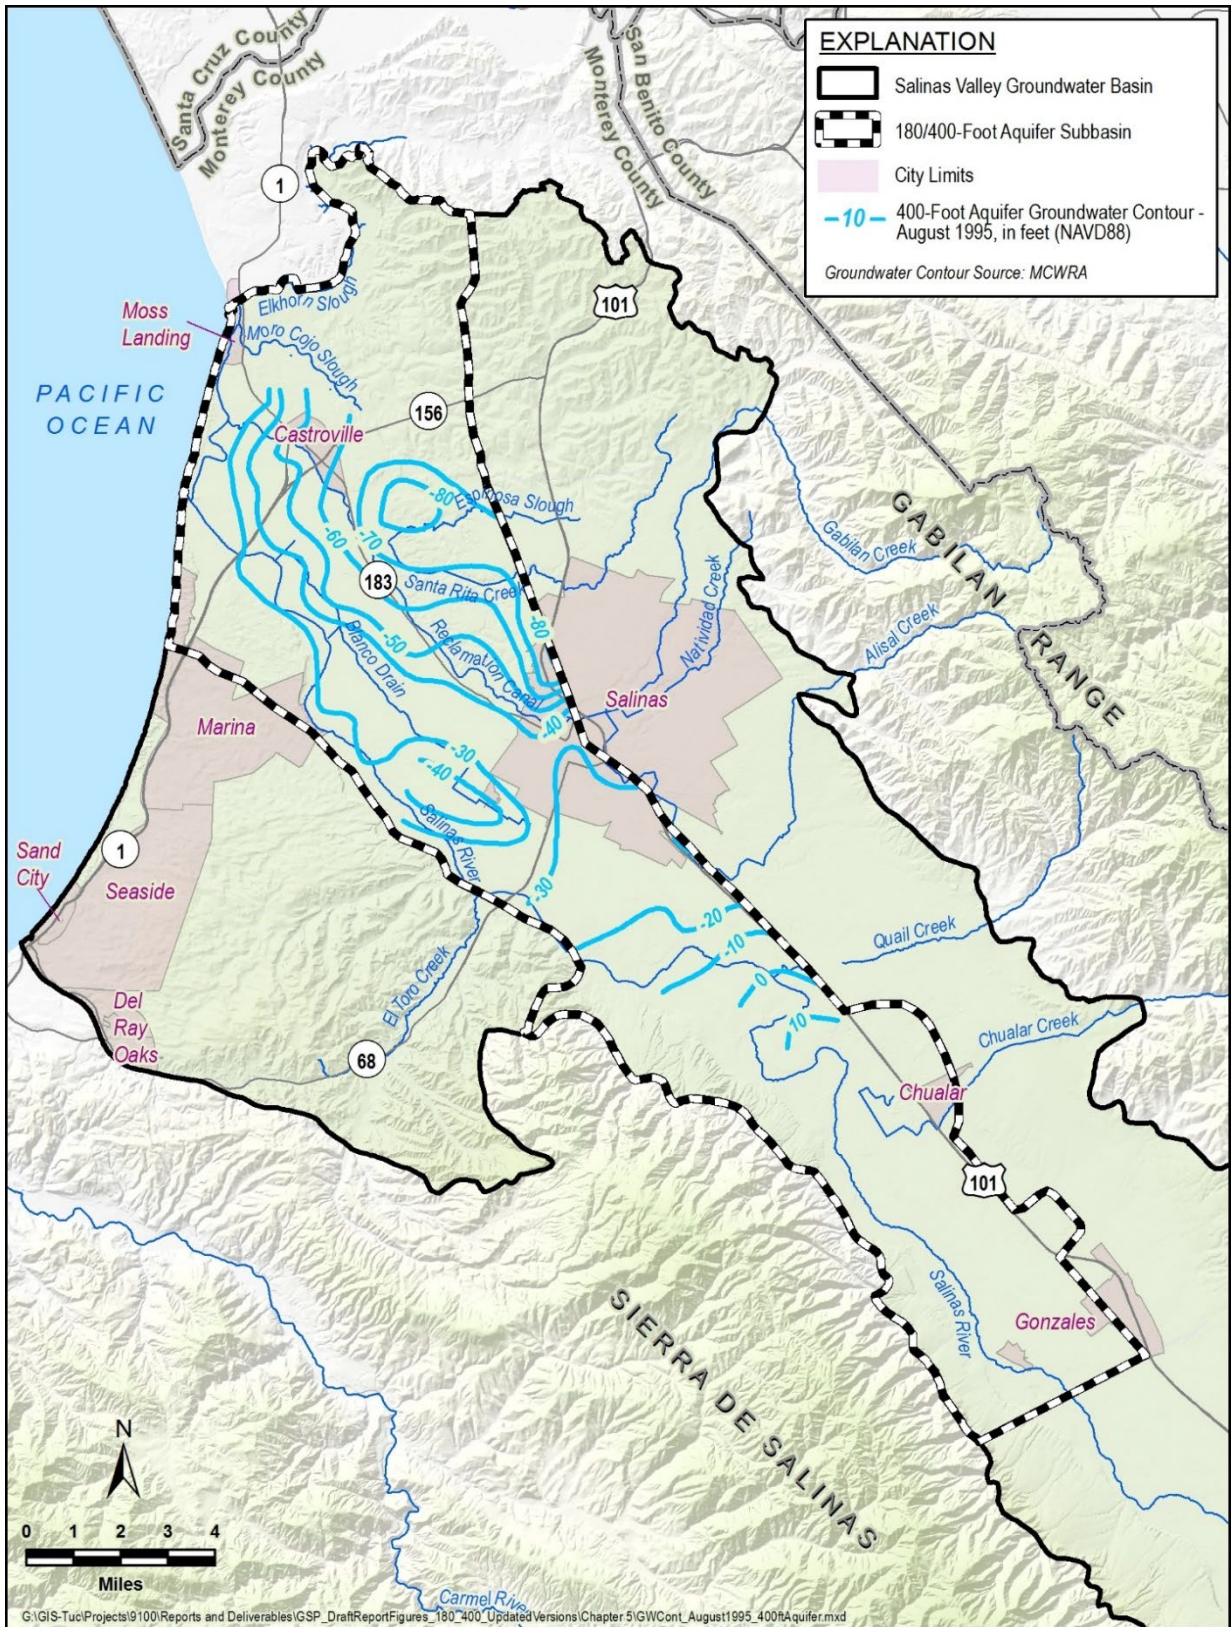 EXPLANATION
Salinas Valley Groundwater Basin
180/400-Foot Aquifer Subbasin
City Limits
-10- 400-Foot Aquifer Groundwater Contour -
August 1995, in feet (NAVD88)
Groundwater Contour Source: MCWRA
Santa Cruz County
Monterey County
San Benito County
Monterey County
1
101
Elkhorn Slough
Moss
Landing
Moro Cojo Slough
PACIFIC
OCEAN
156
Castroville
-80
Espinosa Slough
GABILAN
RANGE
Gabilan Creek
-60
-70
183
Santa Rita Creek
Natividad Creek
Alisal Creek
-50
-80
Blanco Drain
Reclamation Canal
Salinas
Marina
-40
-30
-40
Salinas River
Sand
City
1
Seaside
-30
-20
Quail Creek
-10
0
El Toro Creek
Del
Ray
Oaks
10
Chualar Creek
68
Chualar
101
Salinas River
Gonzales
SIERRA DE SALINAS
N
0 1 2 3 4
Miles
Carmel River
G:\GIS-Tuc\Projects\9100\Reports and Deliverables\GSP_DraftReportFigures_180_400_UpdatedVersions\Chapter 5\GWCont_August1995_400ftAquifer.mxd